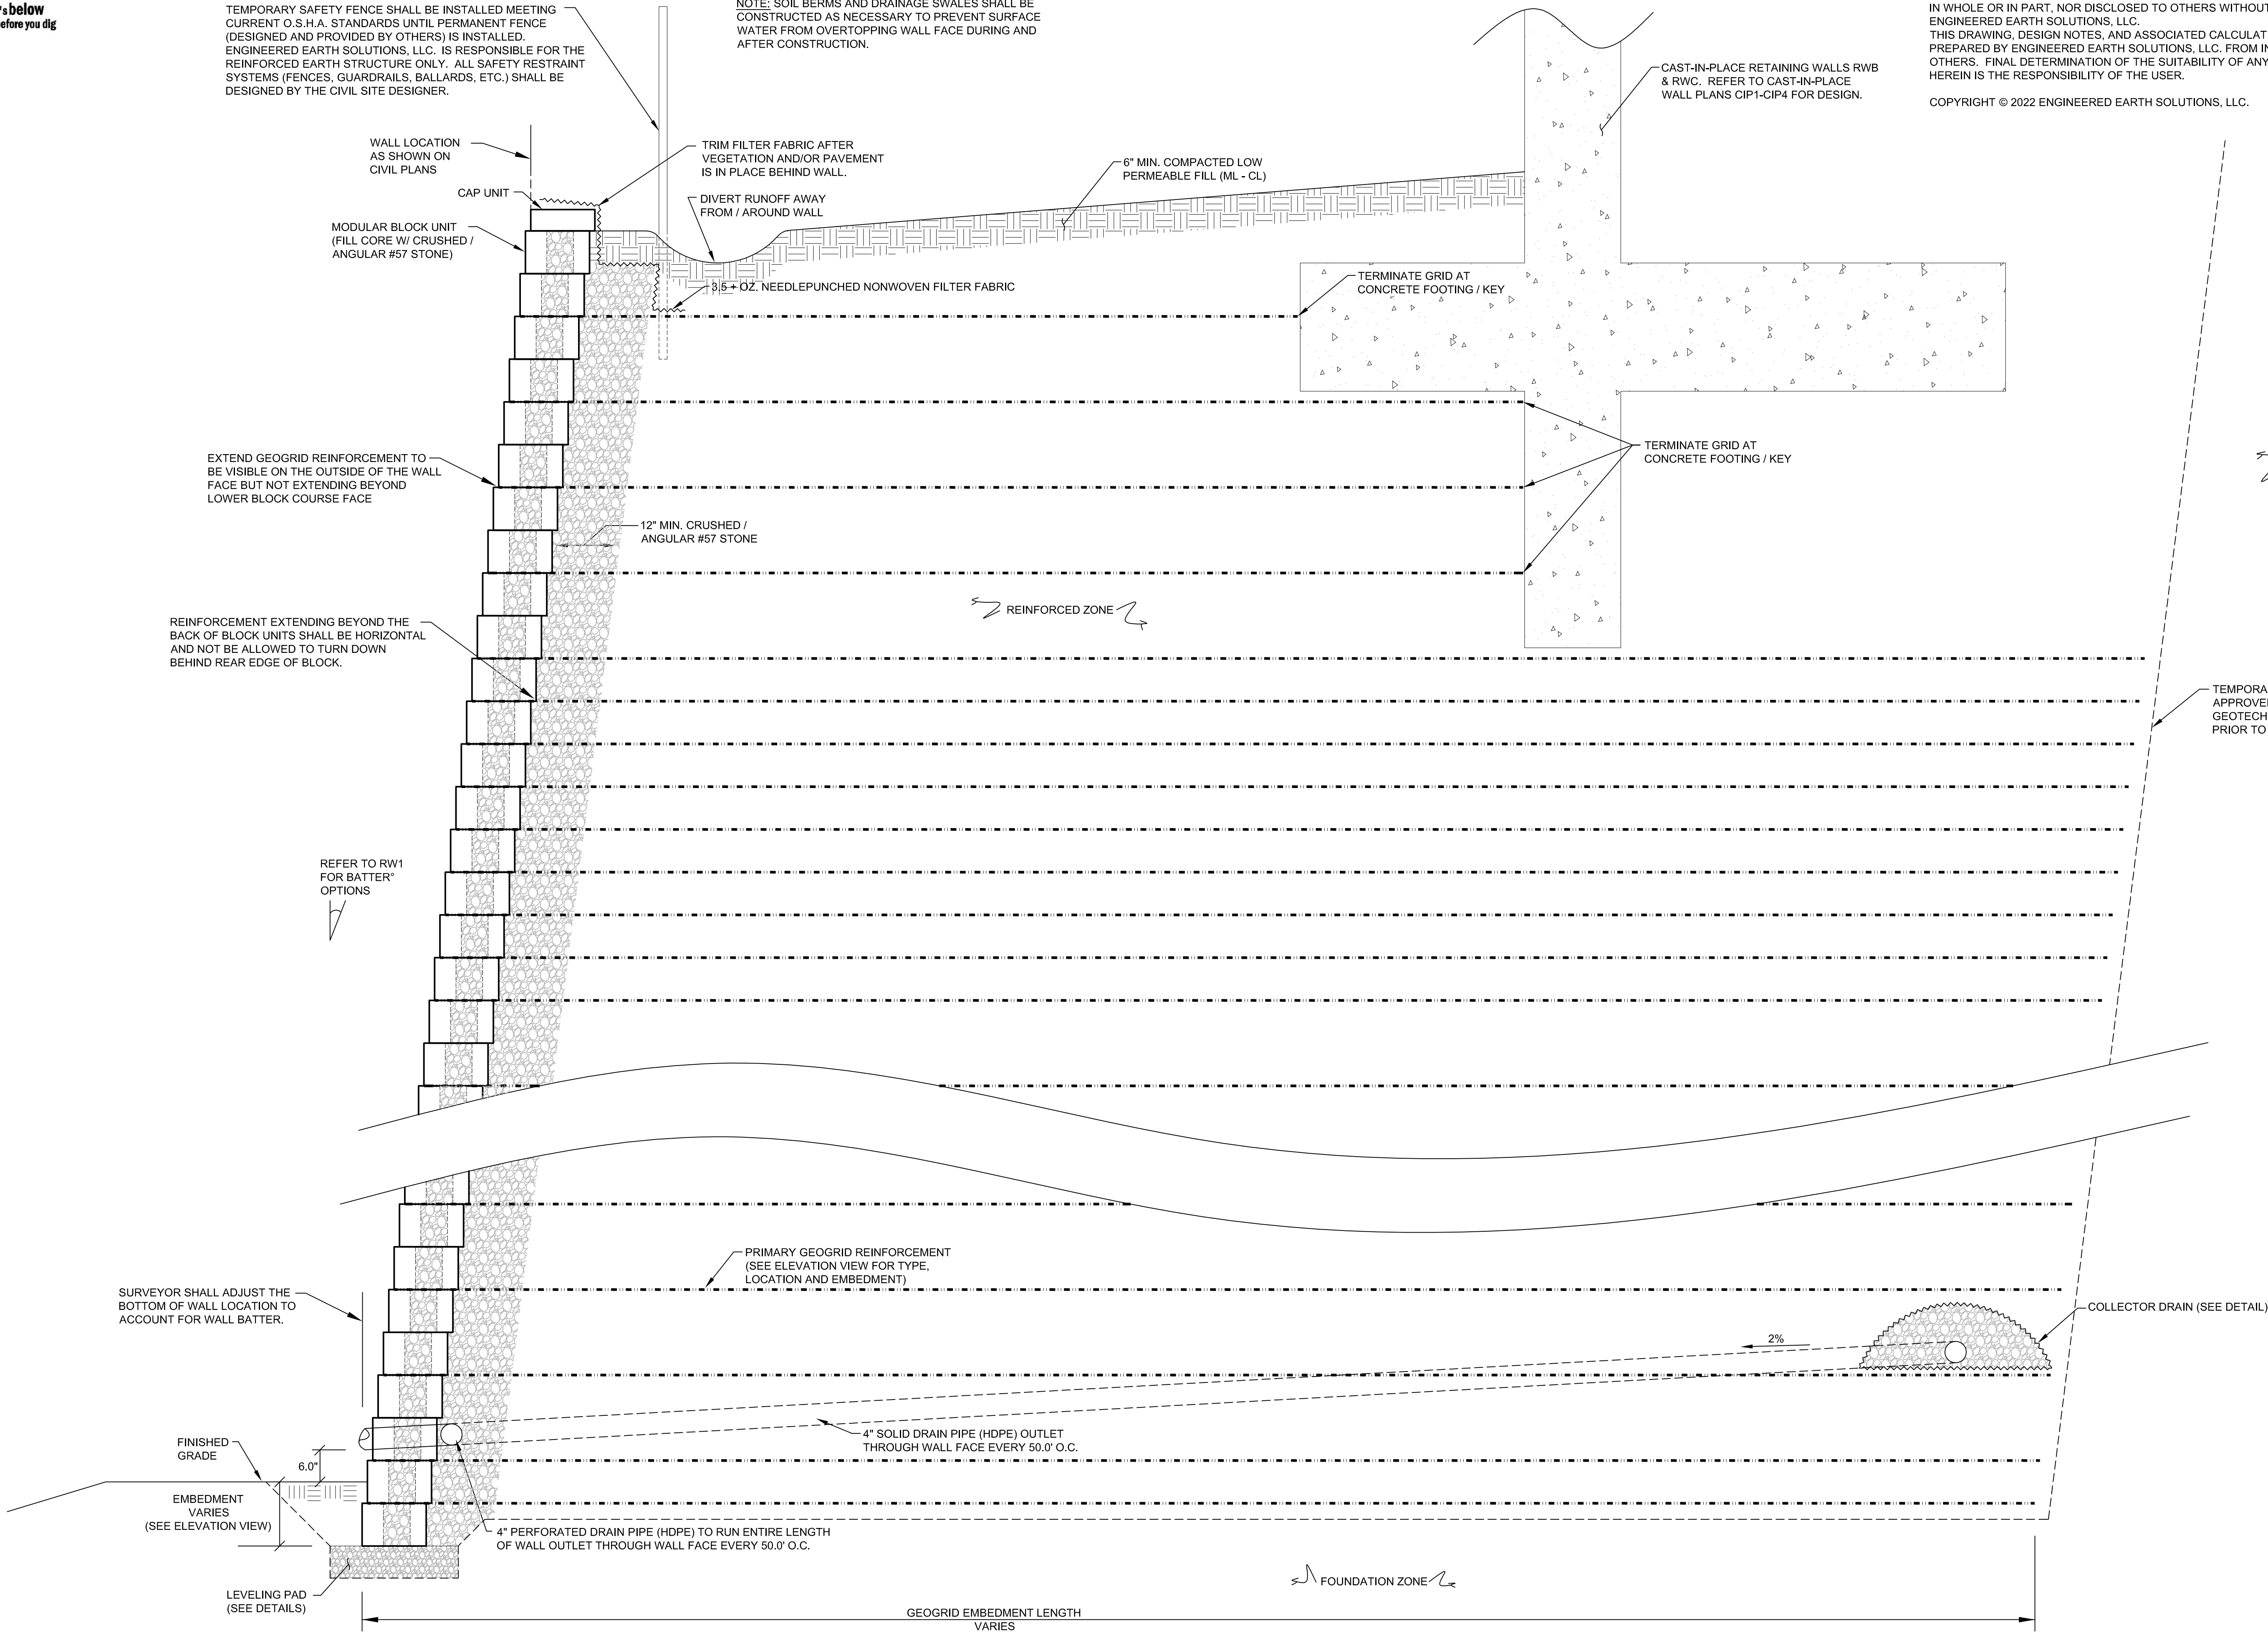 's below
before you dig
TEMPORARY SAFETY FENCE SHALL BE INSTALLED MEETING
CURRENT O.S.H.A. STANDARDS UNTIL PERMANENT FENCE
(DESIGNED AND PROVIDED BY OTHERS) IS INSTALLED.
ENGINEERED EARTH SOLUTIONS, LLC. IS RESPONSIBLE FOR THE
REINFORCED EARTH STRUCTURE ONLY. ALL SAFETY RESTRAINT
SYSTEMS (FENCES, GUARDRAILS, BALLARDS, ETC.) SHALL BE
DESIGNED BY THE CIVIL SITE DESIGNER.
NOTE: SOIL BERMS AND DRAINAGE SWALES SHALL BE
CONSTRUCTED AS NECESSARY TO PREVENT SURFACE
WATER FROM OVERTOPPING WALL FACE DURING AND
AFTER CONSTRUCTION.
CAST-IN-PLACE RETAINING WALLS RWB
& RWC. REFER TO CAST-IN-PLACE
WALL PLANS CIP1-CIP4 FOR DESIGN.
IN WHOLE OR IN PART, NOR DISCLOSED TO OTHERS WITHOUT
ENGINEERED EARTH SOLUTIONS, LLC.
THIS DRAWING, DESIGN NOTES, AND ASSOCIATED CALCULAT
PREPARED BY ENGINEERED EARTH SOLUTIONS, LLC. FROM IN
OTHERS. FINAL DETERMINATION OF THE SUITABILITY OF ANY
HEREIN IS THE RESPONSIBILITY OF THE USER.
COPYRIGHT © 2022 ENGINEERED EARTH SOLUTIONS, LLC.
WALL LOCATION
AS SHOWN ON
CIVIL PLANS
CAP UNIT
MODULAR BLOCK UNIT
(FILL CORE W/ CRUSHED /
ANGULAR #57 STONE)
TRIM FILTER FABRIC AFTER
VEGETATION AND/OR PAVEMENT
IS IN PLACE BEHIND WALL.
DIVERT RUNOFF AWAY
FROM / AROUND WALL
6" MIN. COMPACTED LOW
PERMEABLE FILL (ML - CL)
3.5 + OZ. NEEDLEPUNCHED NONWOVEN FILTER FABRIC
TERMINATE GRID AT
CONCRETE FOOTING / KEY
TERMINATE GRID AT
CONCRETE FOOTING / KEY
EXTEND GEOGRID REINFORCEMENT TO
BE VISIBLE ON THE OUTSIDE OF THE WALL
FACE BUT NOT EXTENDING BEYOND
LOWER BLOCK COURSE FACE
12" MIN. CRUSHED /
ANGULAR #57 STONE
REINFORCED ZONE
REINFORCEMENT EXTENDING BEYOND THE
BACK OF BLOCK UNITS SHALL BE HORIZONTAL
AND NOT BE ALLOWED TO TURN DOWN
BEHIND REAR EDGE OF BLOCK.
TEMPORA
APPROVE
GEOTECH
PRIOR TO
REFER TO RW1
FOR BATTER°
OPTIONS
PRIMARY GEOGRID REINFORCEMENT
(SEE ELEVATION VIEW FOR TYPE,
LOCATION AND EMBEDMENT)
SURVEYOR SHALL ADJUST THE
BOTTOM OF WALL LOCATION TO
ACCOUNT FOR WALL BATTER.
COLLECTOR DRAIN (SEE DETAIL)
2%
4" SOLID DRAIN PIPE (HDPE) OUTLET
THROUGH WALL FACE EVERY 50.0' O.C.
FINISHED
GRADE
6.0"
EMBEDMENT
VARIES
(SEE ELEVATION VIEW)
4" PERFORATED DRAIN PIPE (HDPE) TO RUN ENTIRE LENGTH
OF WALL OUTLET THROUGH WALL FACE EVERY 50.0' O.C.
FOUNDATION ZONE
LEVELING PAD
(SEE DETAILS)
GEOGRID EMBEDMENT LENGTH
VARIES